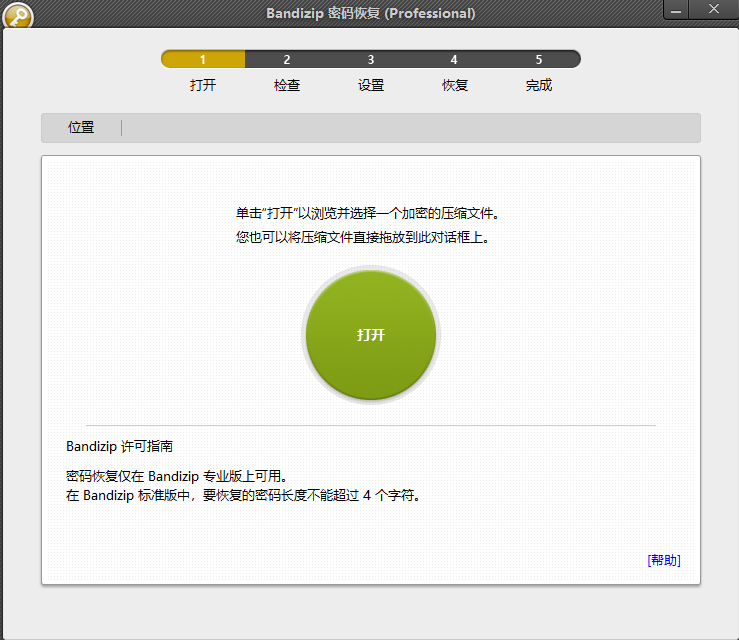 Bandizip 密码恢复 (Professional)
1 2 3 4 5
打开 检查 设置 恢复 完成
位置
单击“打开”以浏览并选择一个加密的压缩文件。
您也可以将压缩文件直接拖放到此对话框上。
打开
Bandizip 许可指南
密码恢复仅在 Bandizip 专业版上可用。
在 Bandizip 标准版中，要恢复的密码长度不能超过 4 个字符。
[帮助]